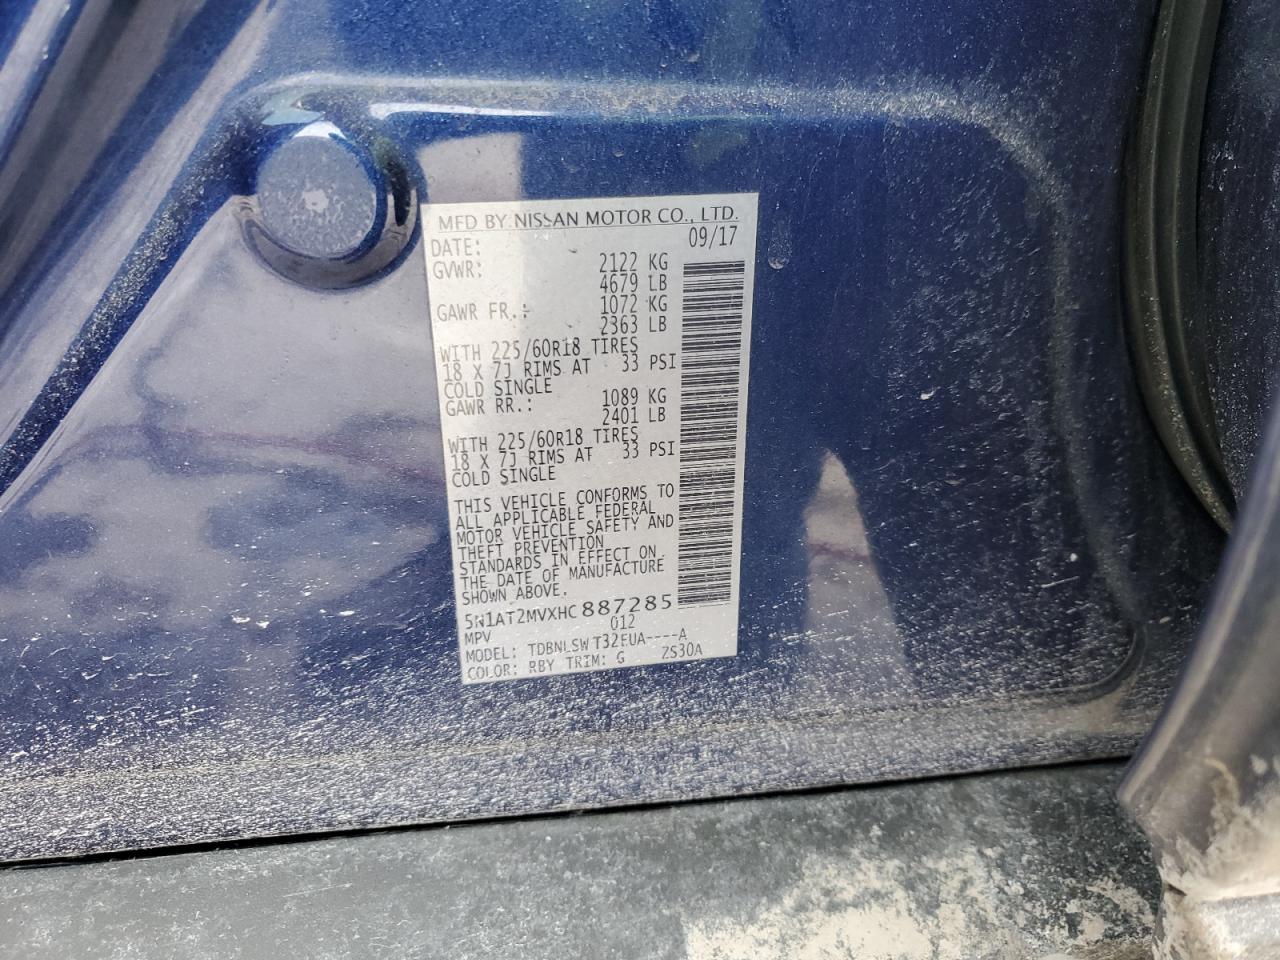 MFD BY NISSAN MOTOR CO., LTD.
DATE: 09/17
GVWR: 2122 KG
4679 LB
GAWR FR.: 1072 KG
2363 LB
WITH 225/60R18 TIRES
18 X 7J RIMS AT 33 PSI
COLD SINGLE
GAWR RR.: 1089 KG
2401 LB
WITH 225/60R18 TIRES
18 X 7J RIMS AT 33 PSI
COLD SINGLE
THIS VEHICLE CONFORMS TO
ALL APPLICABLE FEDERAL
MOTOR VEHICLE SAFETY AND
THEFT PREVENTION
STANDARDS IN EFFECT ON
THE DATE OF MANUFACTURE
SHOWN ABOVE.
5N1AT2MVXHC887285
MPV 012
MODEL: TDBNLSWT32EUA----A
COLOR: RBY TRIM: G ZS30A